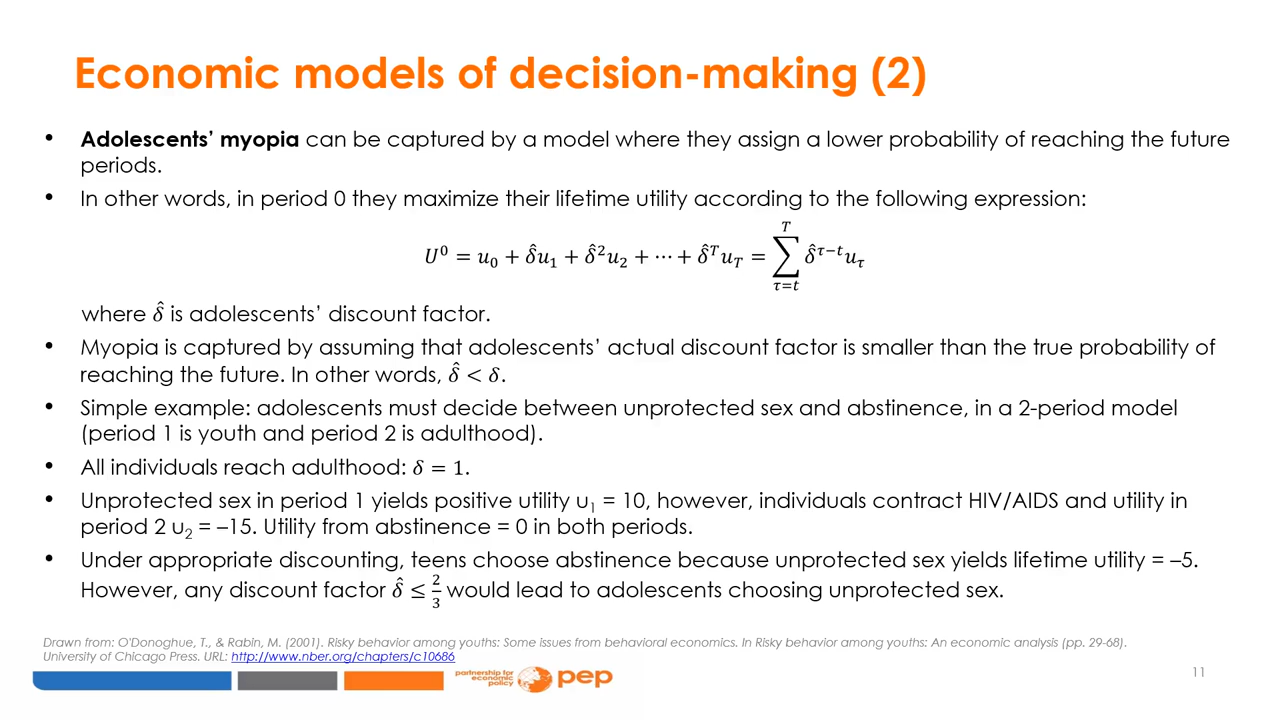 Economic models of decision-making (2)
• Adolescents’ myopia can be captured by a model where they assign a lower probability of reaching the future
periods.
• In other words, in period 0 they maximize their lifetime utility according to the following expression:
U⁰ = u₀ + δ̂u₁ + δ̂²u₂ + ⋯ + δ̂ᵀu_T = ∑_{τ=t}^{T} δ̂^{τ−t}u_τ
where δ̂ is adolescents’ discount factor.
• Myopia is captured by assuming that adolescents’ actual discount factor is smaller than the true probability of
reaching the future. In other words, δ̂ < δ.
• Simple example: adolescents must decide between unprotected sex and abstinence, in a 2-period model
(period 1 is youth and period 2 is adulthood).
• All individuals reach adulthood: δ = 1.
• Unprotected sex in period 1 yields positive utility u₁ = 10, however, individuals contract HIV/AIDS and utility in
period 2 u₂ = –15. Utility from abstinence = 0 in both periods.
• Under appropriate discounting, teens choose abstinence because unprotected sex yields lifetime utility = –5.
However, any discount factor δ̂ ≤ 2/3 would lead to adolescents choosing unprotected sex.
Drawn from: O'Donoghue, T., & Rabin, M. (2001). Risky behavior among youths: Some issues from behavioral economics. In Risky behavior among youths: An economic analysis (pp. 29-68).
University of Chicago Press. URL: http://www.nber.org/chapters/c10686
partnership for
economic
policy
pep
11